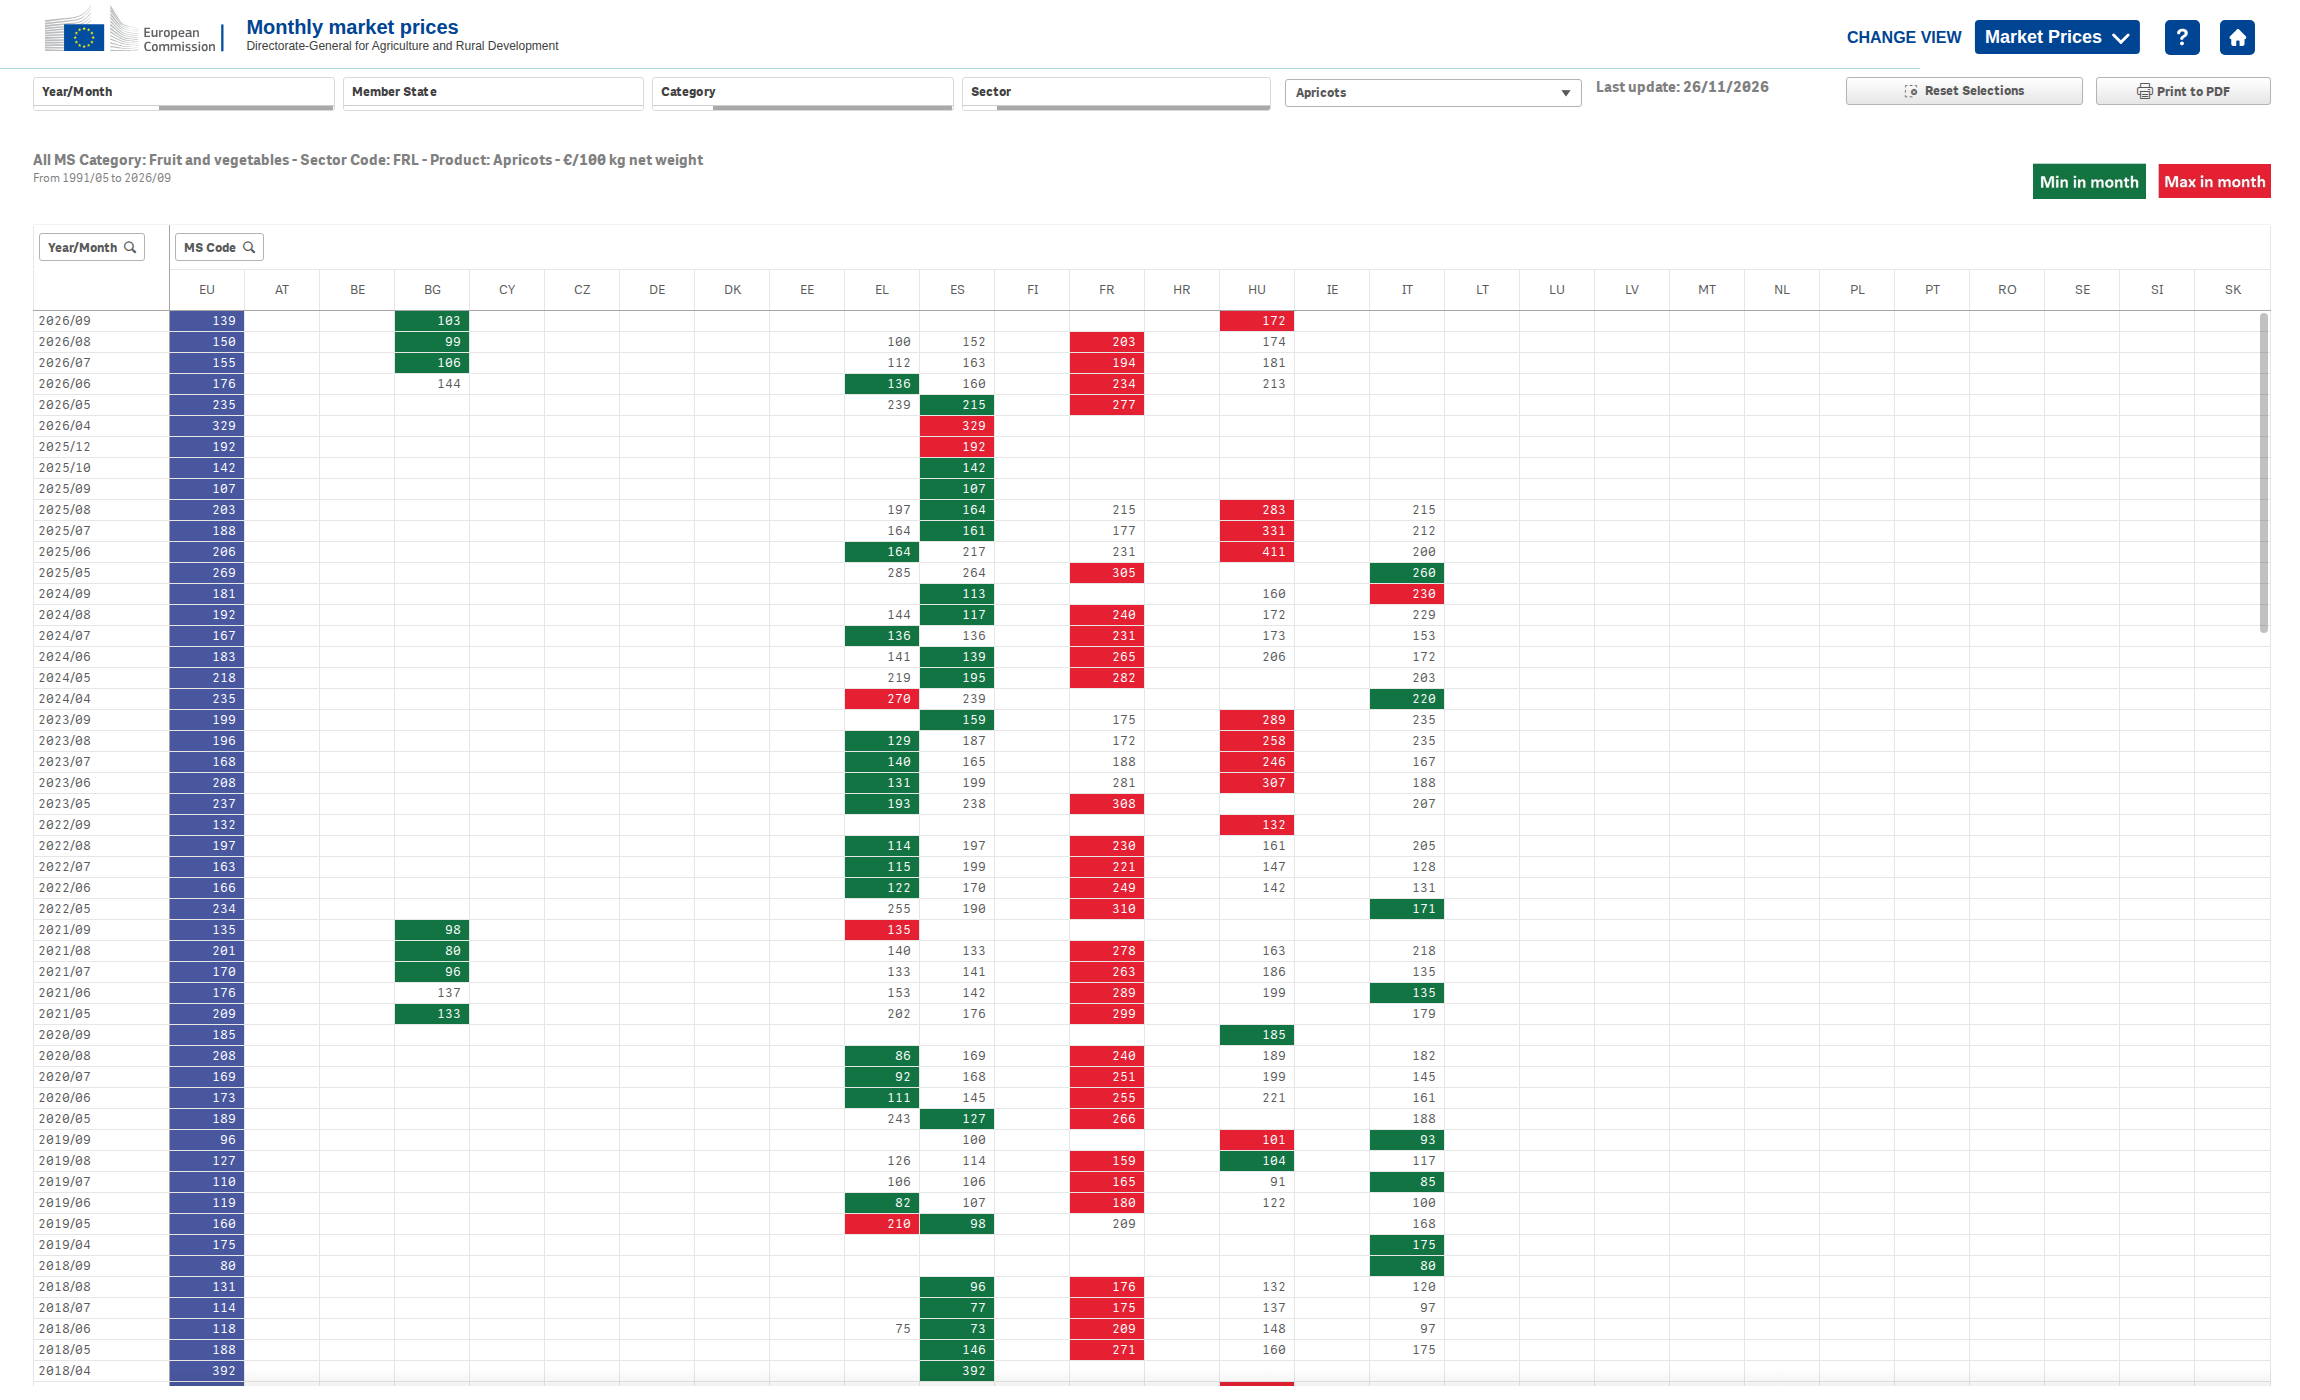 European
Commission
Monthly market prices
Directorate-General for Agriculture and Rural Development
CHANGE VIEW Market Prices ?
Year/Month Member State Category Sector Apricots Last update: 26/11/2026 Reset Selections Print to PDF
All MS Category: Fruit and vegetables - Sector Code: FRL - Product: Apricots - €/100 kg net weight
From 1991/05 to 2026/09
Min in month Max in month
Year/Month MS Code
EU AT BE BG CY CZ DE DK EE EL ES FI FR HR HU IE IT LT LU LV MT NL PL PT RO SE SI SK
2026/09 139 103 172
2026/08 150 99 100 152 203 174
2026/07 155 106 112 163 194 181
2026/06 176 144 136 160 234 213
2026/05 235 239 215 277
2026/04 329 329
2025/12 192 192
2025/10 142 142
2025/09 107 107
2025/08 203 197 164 215 283 215
2025/07 188 164 161 177 331 212
2025/06 206 164 217 231 411 200
2025/05 269 285 264 305 260
2024/09 181 113 160 230
2024/08 192 144 117 240 172 229
2024/07 167 136 136 231 173 153
2024/06 183 141 139 265 206 172
2024/05 218 219 195 282 203
2024/04 235 270 239 220
2023/09 199 159 175 289 235
2023/08 196 129 187 172 258 235
2023/07 168 140 165 188 246 167
2023/06 208 131 199 281 307 188
2023/05 237 193 238 308 207
2022/09 132 132
2022/08 197 114 197 230 161 205
2022/07 163 115 199 221 147 128
2022/06 166 122 170 249 142 131
2022/05 234 255 190 310 171
2021/09 135 98 135
2021/08 201 80 140 133 278 163 218
2021/07 170 96 133 141 263 186 135
2021/06 176 137 153 142 289 199 135
2021/05 209 133 202 176 299 179
2020/09 185 185
2020/08 208 86 169 240 189 182
2020/07 169 92 168 251 199 145
2020/06 173 111 145 255 221 161
2020/05 189 243 127 266 188
2019/09 96 100 101 93
2019/08 127 126 114 159 104 117
2019/07 110 106 106 165 91 85
2019/06 119 82 107 180 122 100
2019/05 160 210 98 209 168
2019/04 175 175
2018/09 80 80
2018/08 131 96 176 132 120
2018/07 114 77 175 137 97
2018/06 118 75 73 209 148 97
2018/05 188 146 271 160 175
2018/04 392 392